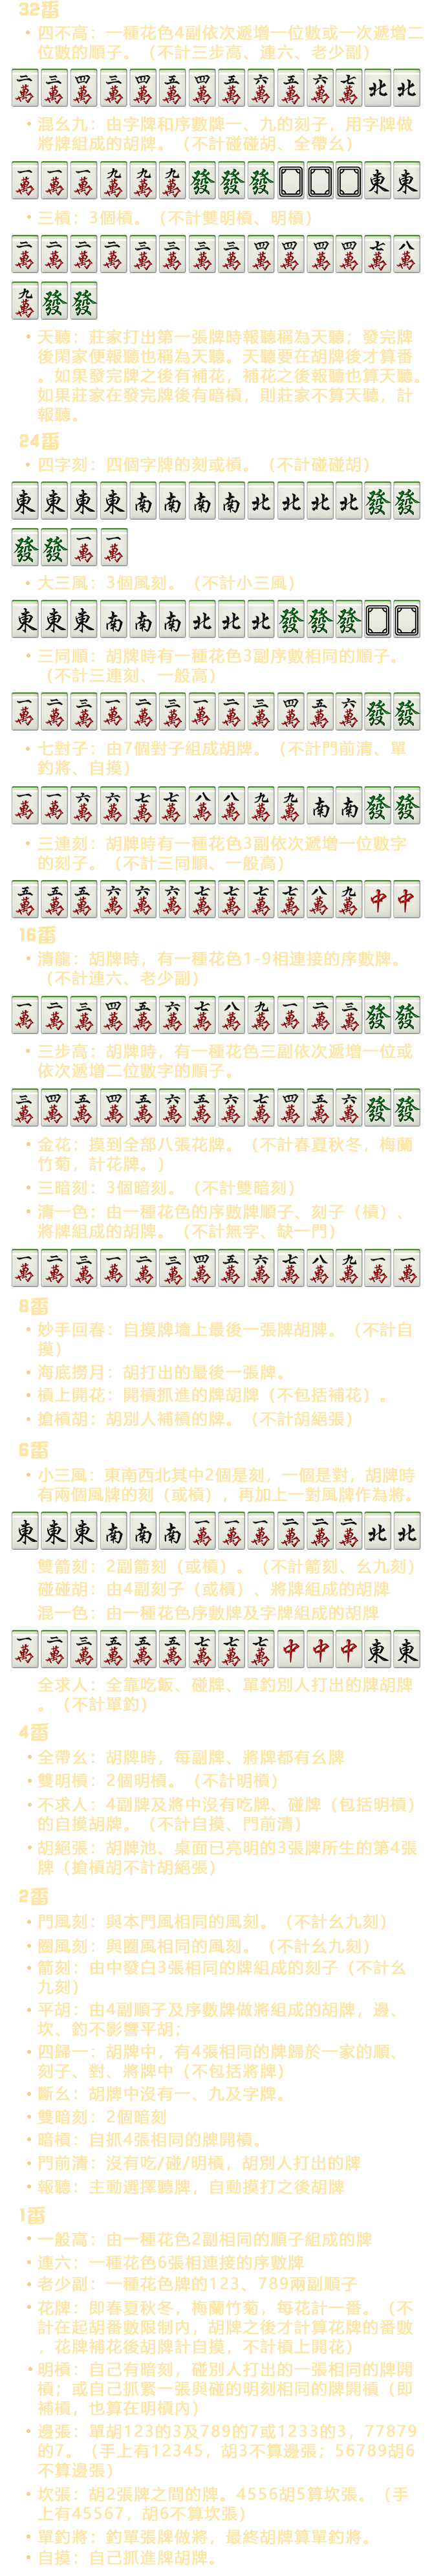 32番
• 四不高：一種花色4副依次遞增一位數或一次遞增二
位數的順子。（不計三步高、連六、老少副）
二萬 三萬 四萬 三萬 四萬 五萬 四萬 五萬 六萬 五萬 六萬 七萬 北 北
• 混幺九：由字牌和序數牌一、九的刻子，用字牌做
將牌組成的胡牌。（不計碰碰胡、全帶幺）
一萬 一萬 一萬 九萬 九萬 九萬 發 發 發 東 東
• 三槓：3個槓。（不計雙明槓、明槓）
二萬 二萬 二萬 二萬 三萬 三萬 三萬 三萬 四萬 四萬 四萬 四萬 七萬 八萬
九萬 發 發
• 天聽：莊家打出第一張牌時報聽稱為天聽；發完牌
後閑家便報聽也稱為天聽。天聽要在胡牌後才算番
。如果發完牌之後有補花，補花之後報聽也算天聽。
如果莊家在發完牌後有暗槓，則莊家不算天聽，計
報聽。
24番
• 四字刻：四個字牌的刻或槓。（不計碰碰胡）
東 東 東 東 南 南 南 南 北 北 北 北 發 發
發 發 一萬 一萬
• 大三風：3個風刻。（不計小三風）
東 東 東 南 南 南 北 北 北 發 發 發
• 三同順：胡牌時有一種花色3副序數相同的順子。
（不計三連刻、一般高）
一萬 二萬 三萬 一萬 二萬 三萬 一萬 二萬 三萬 四萬 五萬 六萬 發 發
• 七對子：由7個對子組成胡牌。（不計門前清、單
釣將、自摸）
一萬 一萬 六萬 六萬 七萬 七萬 八萬 八萬 九萬 九萬 南 南 發 發
• 三連刻：胡牌時有一種花色3副依次遞增一位數字
的刻子。（不計三同順、一般高）
五萬 五萬 五萬 六萬 六萬 六萬 七萬 七萬 七萬 七萬 八萬 九萬 中 中
16番
• 清龍：胡牌時，有一種花色1-9相連接的序數牌。
（不計連六、老少副）
一萬 二萬 三萬 四萬 五萬 六萬 七萬 八萬 九萬 一萬 二萬 三萬 發 發
• 三步高：胡牌時，有一種花色三副依次遞增一位或
依次遞增二位數字的順子。
三萬 四萬 五萬 四萬 五萬 六萬 五萬 六萬 七萬 四萬 五萬 六萬 發 發
• 金花：摸到全部八張花牌。（不計春夏秋冬，梅蘭
竹菊，計花牌。）
• 三暗刻：3個暗刻。（不計雙暗刻）
• 清一色：由一種花色的序數牌順子、刻子（槓）、
將牌組成的胡牌。（不計無字、缺一門）
一萬 二萬 三萬 一萬 二萬 三萬 四萬 五萬 六萬 七萬 八萬 九萬 一萬 一萬
8番
• 妙手回春：自摸牌墻上最後一張牌胡牌。（不計自
摸）
• 海底撈月：胡打出的最後一張牌。
• 槓上開花：開槓抓進的牌胡牌（不包括補花）。
• 搶槓胡：胡別人補槓的牌。（不計胡絕張）
6番
• 小三風：東南西北其中2個是刻，一個是對，胡牌時
有兩個風牌的刻（或槓），再加上一對風牌作為將。
東 東 東 南 南 南 一萬 一萬 一萬 二萬 二萬 二萬 北 北
雙箭刻：2副箭刻（或槓）。（不計箭刻、幺九刻）
碰碰胡：由4副刻子（或槓）、將牌組成的胡牌
混一色：由一種花色序數牌及字牌組成的胡牌
一萬 二萬 三萬 五萬 五萬 五萬 七萬 七萬 七萬 中 中 中 東 東
全求人：全靠吃飯、碰牌、單釣別人打出的牌胡牌
。（不計單釣）
4番
• 全帶幺：胡牌時，每副牌、將牌都有幺牌
• 雙明槓：2個明槓。（不計明槓）
• 不求人：4副牌及將中沒有吃牌、碰牌（包括明槓）
的自摸胡牌。（不計自摸、門前清）
• 胡絕張：胡牌池、桌面已亮明的3張牌所生的第4張
牌（搶槓胡不計胡絕張）
2番
• 門風刻：與本門風相同的風刻。（不計幺九刻）
• 圈風刻：與圈風相同的風刻。（不計幺九刻）
• 箭刻：由中發白3張相同的牌組成的刻子（不計幺
九刻）
• 平胡：由4副順子及序數牌做將組成的胡牌，邊、
坎、釣不影響平胡；
• 四歸一：胡牌中，有4張相同的牌歸於一家的順、
刻子、對、將牌中（不包括將牌）
• 斷幺：胡牌中沒有一、九及字牌。
• 雙暗刻：2個暗刻
• 暗槓：自抓4張相同的牌開槓。
• 門前清：沒有吃/碰/明槓，胡別人打出的牌
• 報聽：主動選擇聽牌，自動摸打之後胡牌
1番
• 一般高：由一種花色2副相同的順子組成的牌
• 連六：一種花色6張相連接的序數牌
• 老少副：一種花色牌的123、789兩副順子
• 花牌：即春夏秋冬，梅蘭竹菊，每花計一番。（不
計在起胡番數限制內，胡牌之後才計算花牌的番數
，花牌補花後胡牌計自摸，不計槓上開花）
• 明槓：自己有暗刻，碰別人打出的一張相同的牌開
槓；或自己抓緊一張與碰的明刻相同的牌開槓（即
補槓，也算在明槓內）
• 邊張：單胡123的3及789的7或1233的3，77879
的7。（手上有12345，胡3不算邊張；56789胡6
不算邊張）
• 坎張：胡2張牌之間的牌。4556胡5算坎張。（手
上有45567，胡6不算坎張）
• 單釣將：釣單張牌做將，最終胡牌算單釣將。
• 自摸：自己抓進牌胡牌。